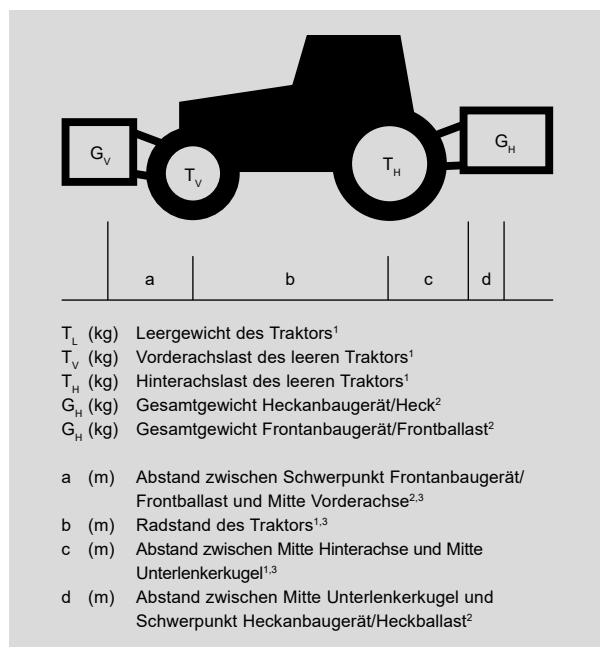 G_V T_V T_H G_H
a b c d
T_L (kg) Leergewicht des Traktors¹
T_V (kg) Vorderachslast des leeren Traktors¹
T_H (kg) Hinterachslast des leeren Traktors¹
G_H (kg) Gesamtgewicht Heckanbaugerät/Heck²
G_H (kg) Gesamtgewicht Frontanbaugerät/Frontballast²
a (m) Abstand zwischen Schwerpunkt Frontanbaugerät/
Frontballast und Mitte Vorderachse²,³
b (m) Radstand des Traktors¹,³
c (m) Abstand zwischen Mitte Hinterachse und Mitte
Unterlenkerkugel¹,³
d (m) Abstand zwischen Mitte Unterlenkerkugel und
Schwerpunkt Heckanbaugerät/Heckballast²